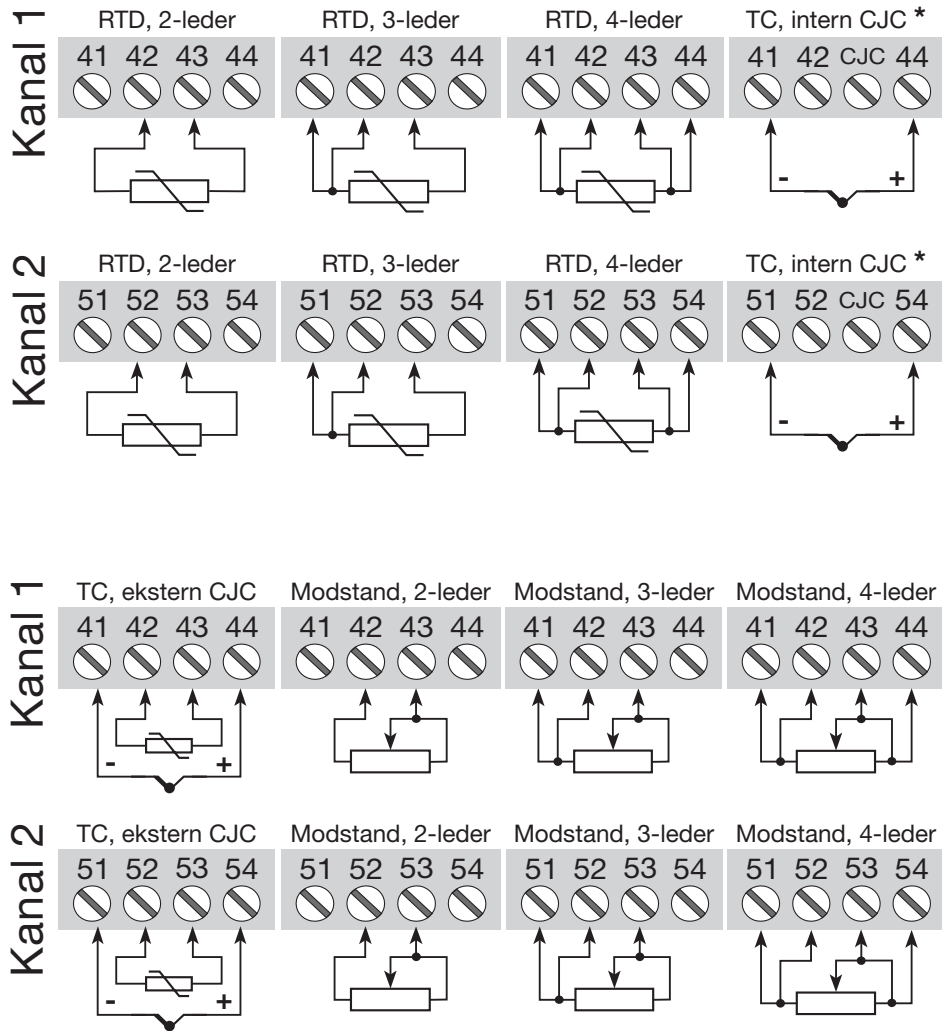 Kanal 1
RTD, 2-leder
RTD, 3-leder
RTD, 4-leder
TC, intern CJC *
41 42 43 44
41 42 43 44
41 42 43 44
41 42 CJC 44
- +
Kanal 2
RTD, 2-leder
RTD, 3-leder
RTD, 4-leder
TC, intern CJC *
51 52 53 54
51 52 53 54
51 52 53 54
51 52 CJC 54
- +
Kanal 1
TC, ekstern CJC
Modstand, 2-leder
Modstand, 3-leder
Modstand, 4-leder
41 42 43 44
41 42 43 44
41 42 43 44
41 42 43 44
- +
Kanal 2
TC, ekstern CJC
Modstand, 2-leder
Modstand, 3-leder
Modstand, 4-leder
51 52 53 54
51 52 53 54
51 52 53 54
51 52 53 54
- +